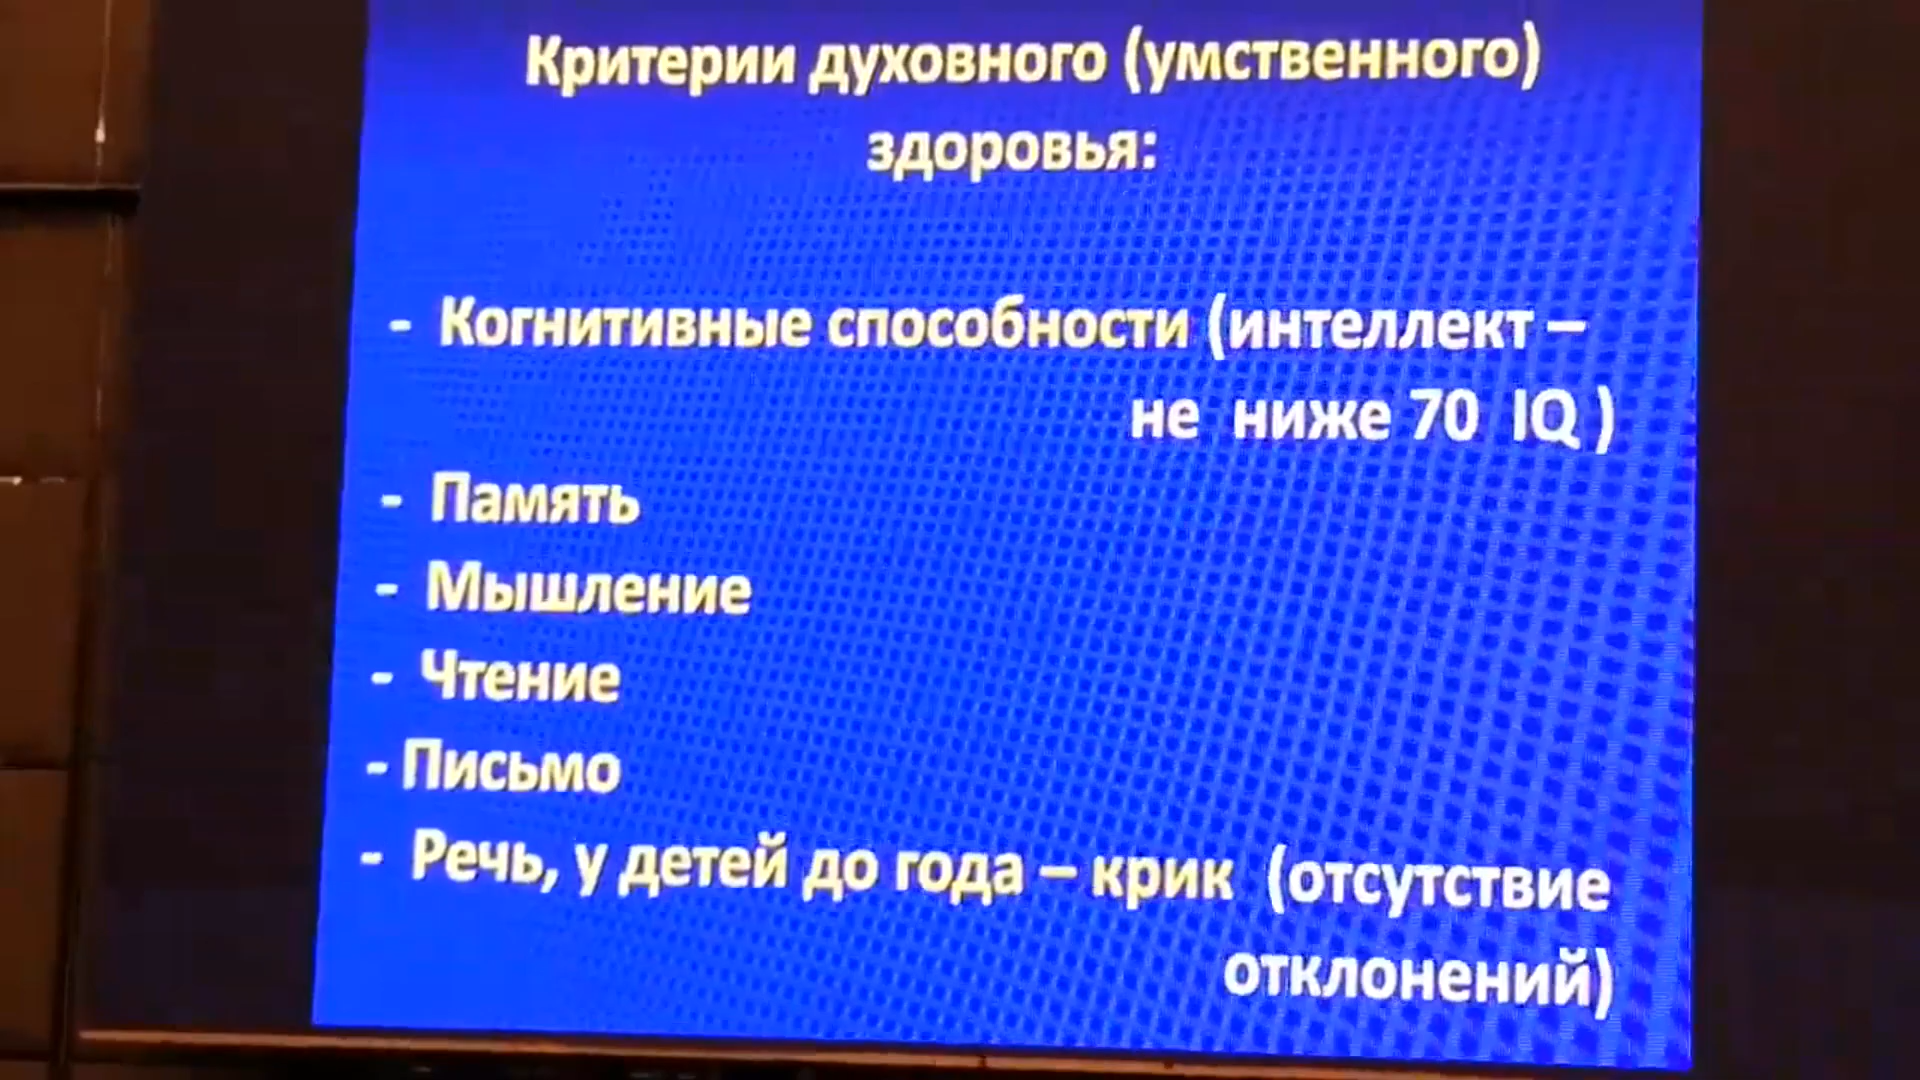 Критерии духовного (умственного)
здоровья:
- Когнитивные способности (интеллект –
не ниже 70 IQ )
- Память
- Мышление
- Чтение
- Письмо
- Речь, у детей до года – крик (отсутствие
отклонений)